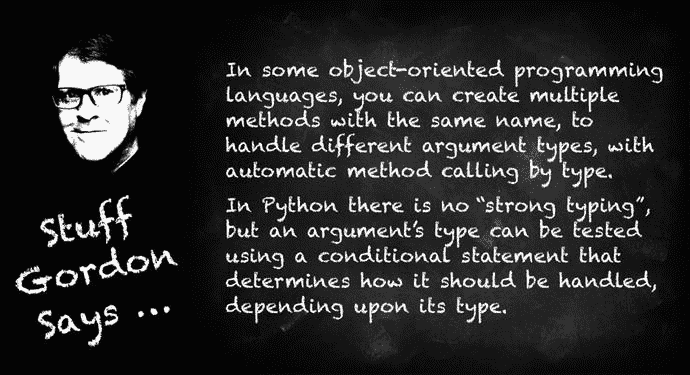 Stuff
Gordon
Says ...
In some object-oriented programming
languages, you can create multiple
methods with the same name, to
handle different argument types, with
automatic method calling by type.
In Python there is no “strong typing”,
but an argument’s type can be tested
using a conditional statement that
determines how it should be handled,
depending upon its type.